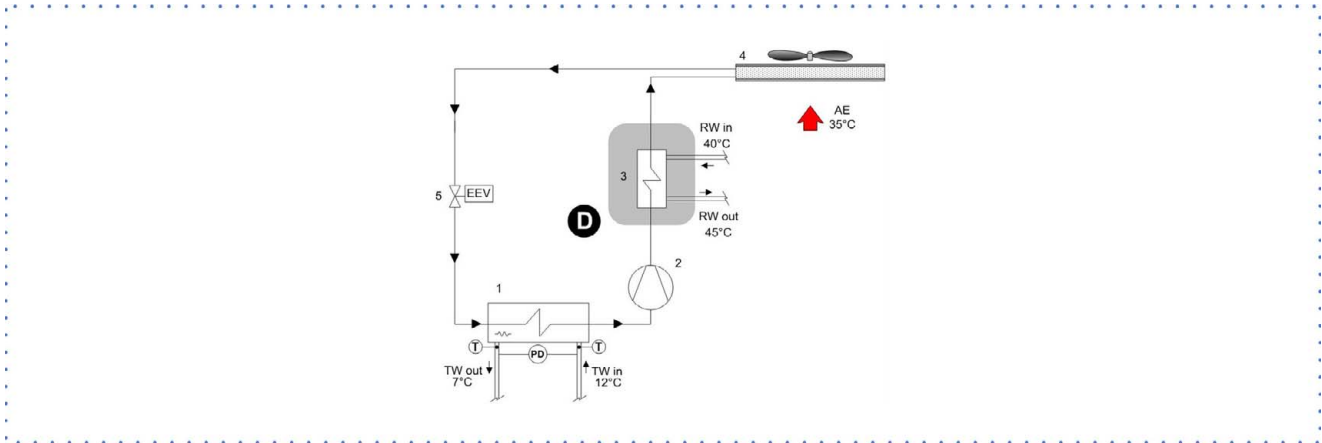 4
AE
35°C
RW in
40°C
3
5
EEV
D
RW out
45°C
2
1
T
PD
T
TW out
7°C
TW in
12°C